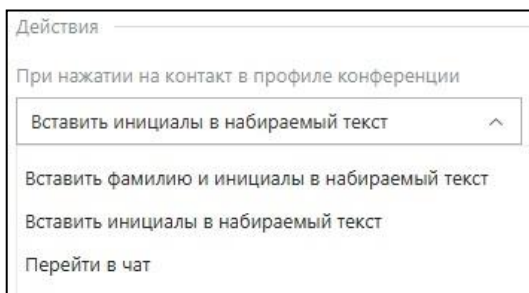 Действия
При нажатии на контакт в профиле конференции
Вставить инициалы в набираемый текст
Вставить фамилию и инициалы в набираемый текст
Вставить инициалы в набираемый текст
Перейти в чат